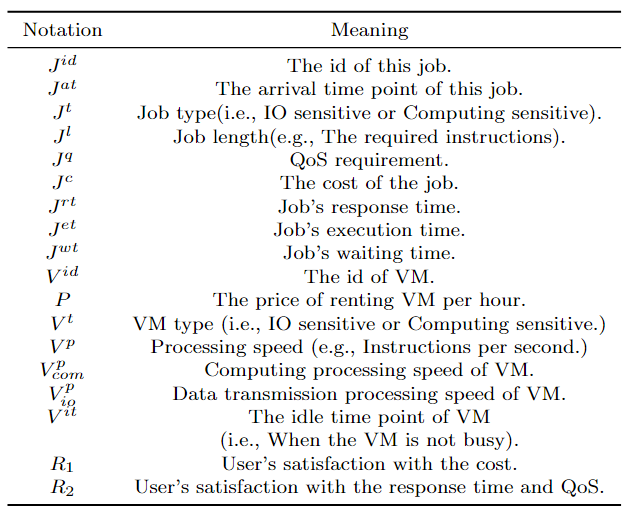 Notation Meaning
J^{id} The id of this job.
J^{at} The arrival time point of this job.
J^{t} Job type(i.e., IO sensitive or Computing sensitive).
J^{l} Job length(e.g., The required instructions).
J^{q} QoS requirement.
J^{c} The cost of the job.
J^{rt} Job's response time.
J^{et} Job's execution time.
J^{wt} Job's waiting time.
V^{id} The id of VM.
P The price of renting VM per hour.
V^{t} VM type (i.e., IO sensitive or Computing sensitive.)
V^{p} Processing speed (e.g., Instructions per second.)
V^{p}_{com} Computing processing speed of VM.
V^{p}_{io} Data transmission processing speed of VM.
V^{it} The idle time point of VM
(i.e., When the VM is not busy).
R_{1} User's satisfaction with the cost.
R_{2} User's satisfaction with the response time and QoS.